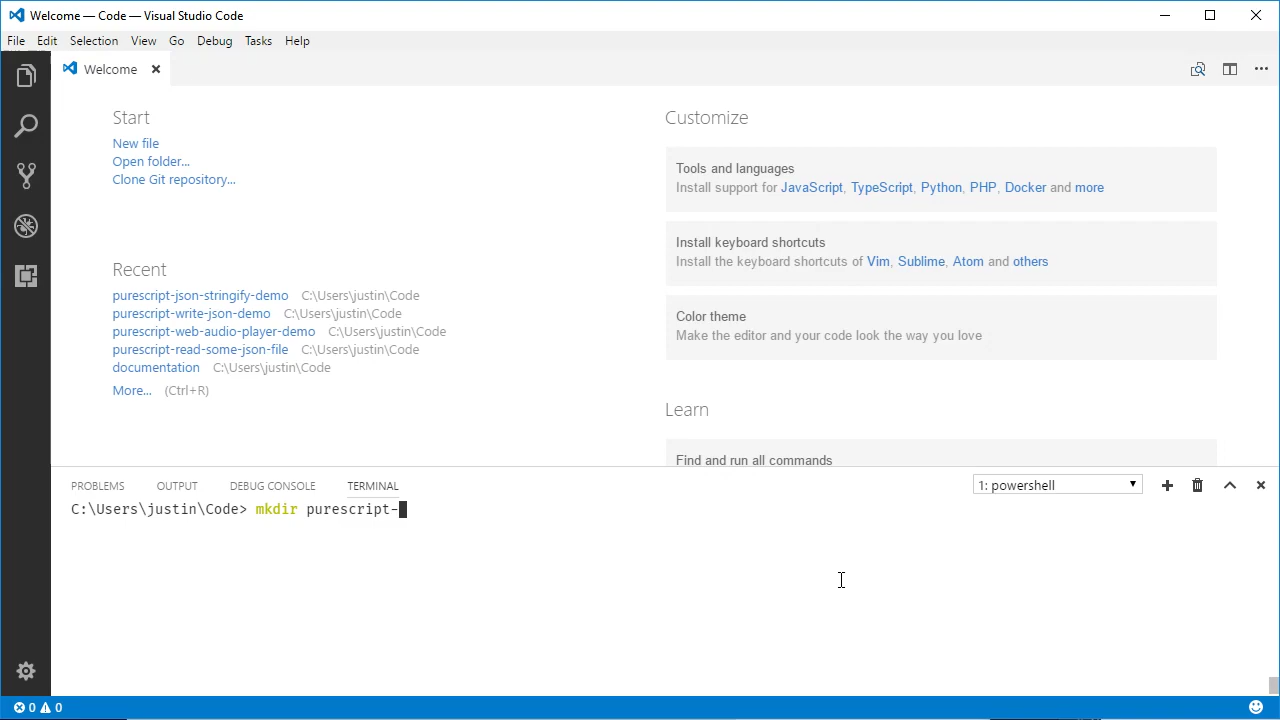 Welcome — Code — Visual Studio Code
File Edit Selection View Go Debug Tasks Help
Welcome
Start
New file
Open folder...
Clone Git repository...
Recent
purescript-json-stringify-demo C:\Users\justin\Code
purescript-write-json-demo C:\Users\justin\Code
purescript-web-audio-player-demo C:\Users\justin\Code
purescript-read-some-json-file C:\Users\justin\Code
documentation C:\Users\justin\Code
More... (Ctrl+R)
Customize
Tools and languages
Install support for JavaScript, TypeScript, Python, PHP, Docker and more
Install keyboard shortcuts
Install the keyboard shortcuts of Vim, Sublime, Atom and others
Color theme
Make the editor and your code look the way you love
Learn
Find and run all commands
PROBLEMS OUTPUT DEBUG CONSOLE TERMINAL 1: powershell
C:\Users\justin\Code> mkdir purescript-
0 0